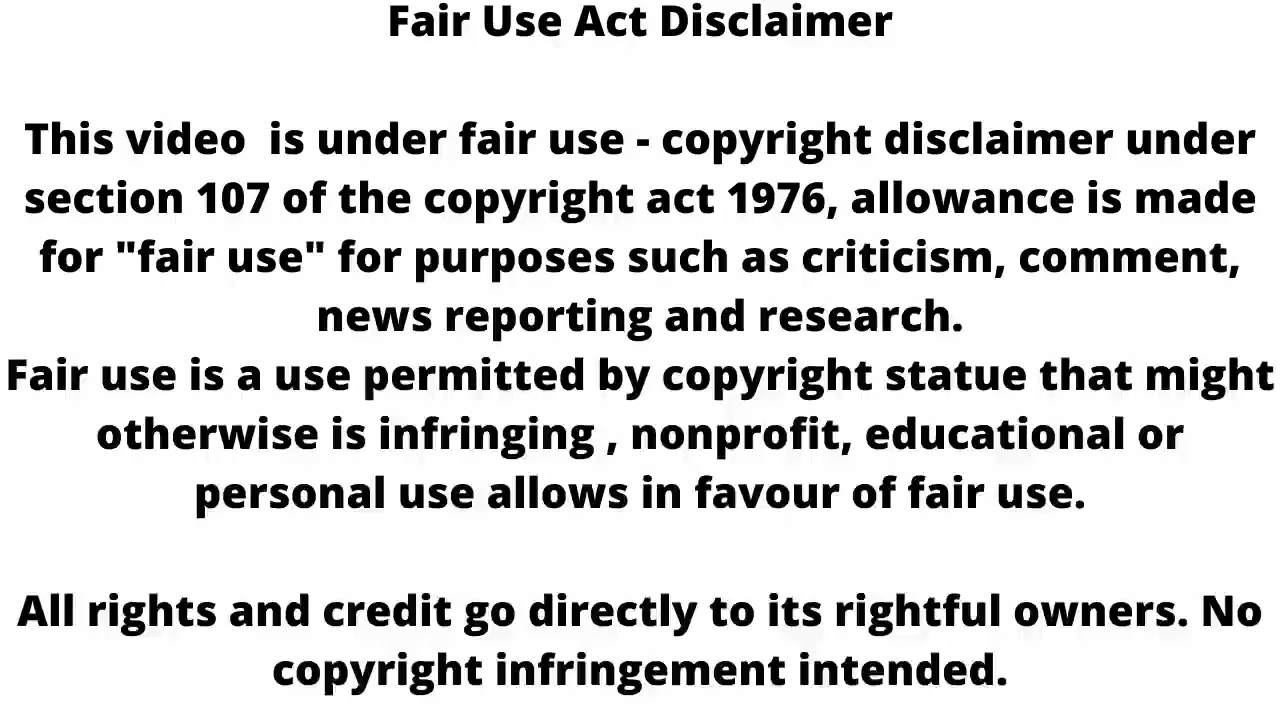 Fair Use Act Disclaimer
This video is under fair use - copyright disclaimer under
section 107 of the copyright act 1976, allowance is made
for "fair use" for purposes such as criticism, comment,
news reporting and research.
Fair use is a use permitted by copyright statue that might
otherwise is infringing , nonprofit, educational or
personal use allows in favour of fair use.
All rights and credit go directly to its rightful owners. No
copyright infringement intended.